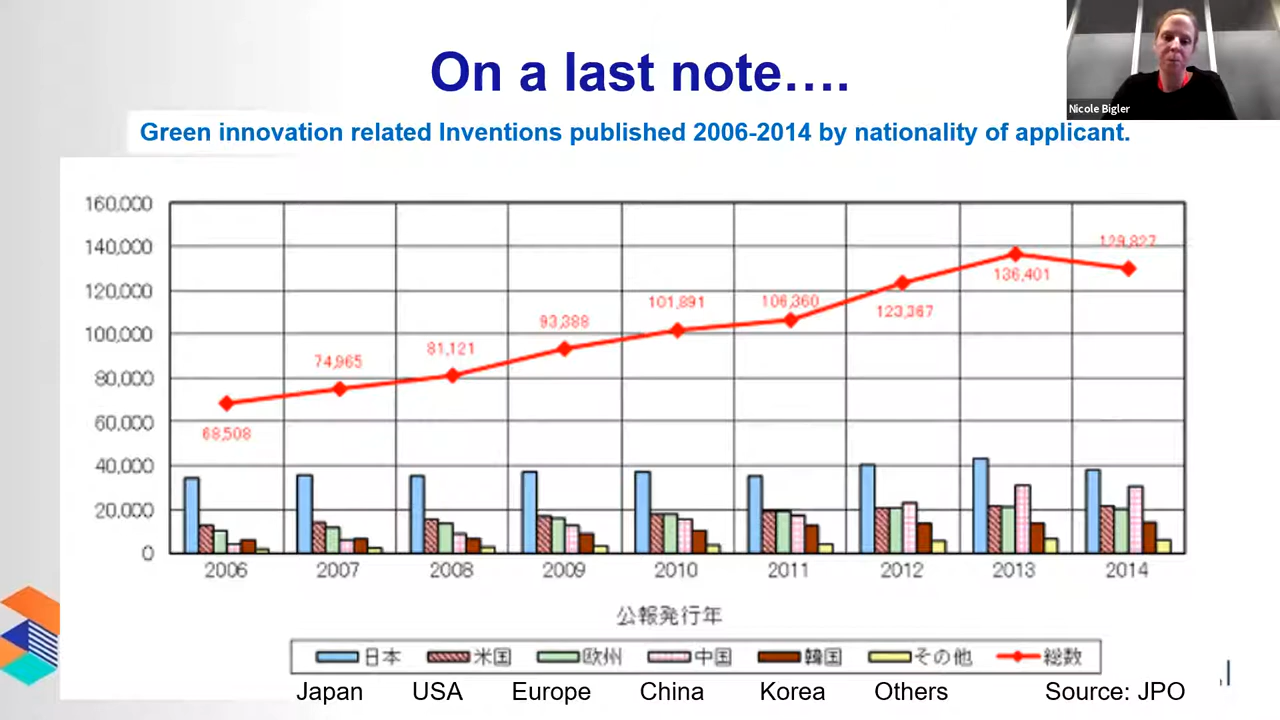 On a last note….
Nicole Bigler
Green innovation related Inventions published 2006-2014 by nationality of applicant.
160,000
140,000
120,000
100,000
80,000
60,000
40,000
20,000
0
68,508
74,965
81,121
93,388
101,891
106,360
123,367
136,401
129,827
2006 2007 2008 2009 2010 2011 2012 2013 2014
公報発行年
日本 米国 欧州 中国 韓国 その他 総数
Japan USA Europe China Korea Others Source: JPO